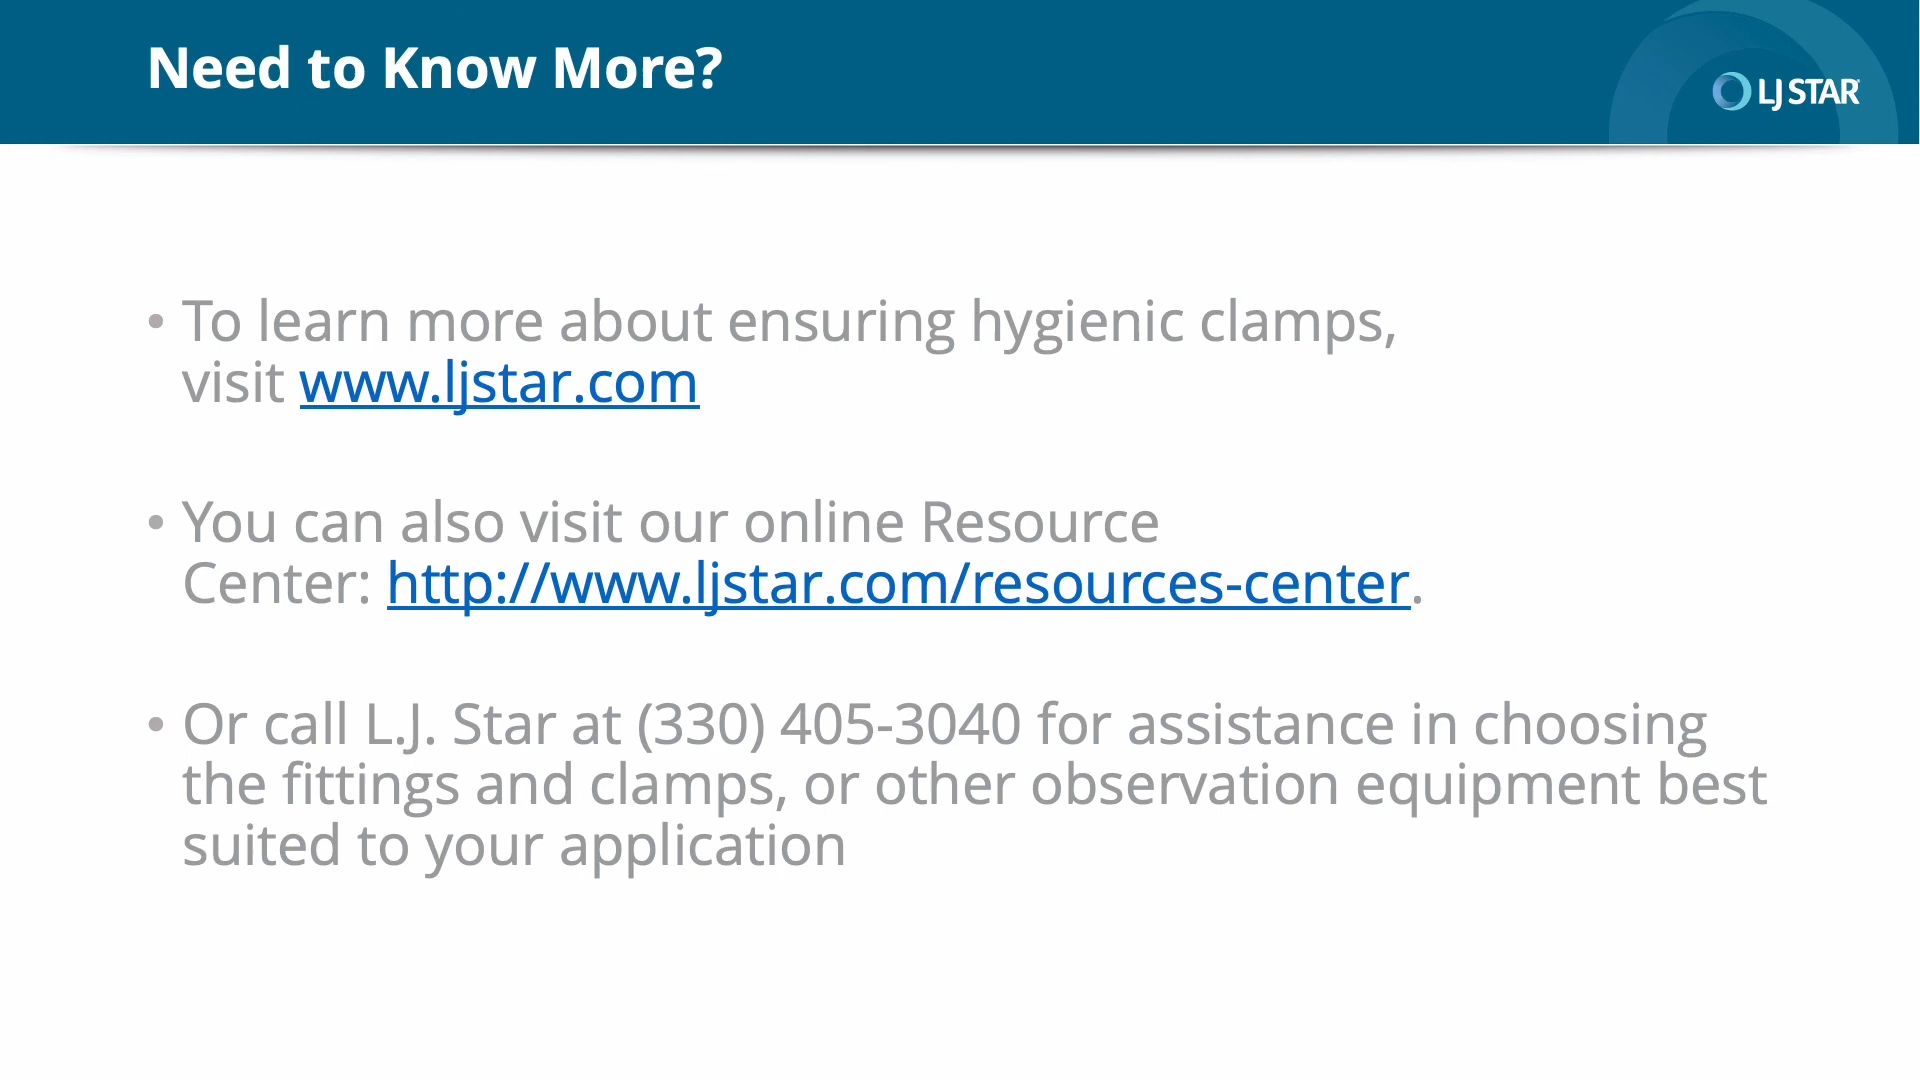 Need to Know More?
LJ STAR
• To learn more about ensuring hygienic clamps,
visit www.ljstar.com
• You can also visit our online Resource
Center: http://www.ljstar.com/resources-center.
• Or call L.J. Star at (330) 405-3040 for assistance in choosing
the fittings and clamps, or other observation equipment best
suited to your application